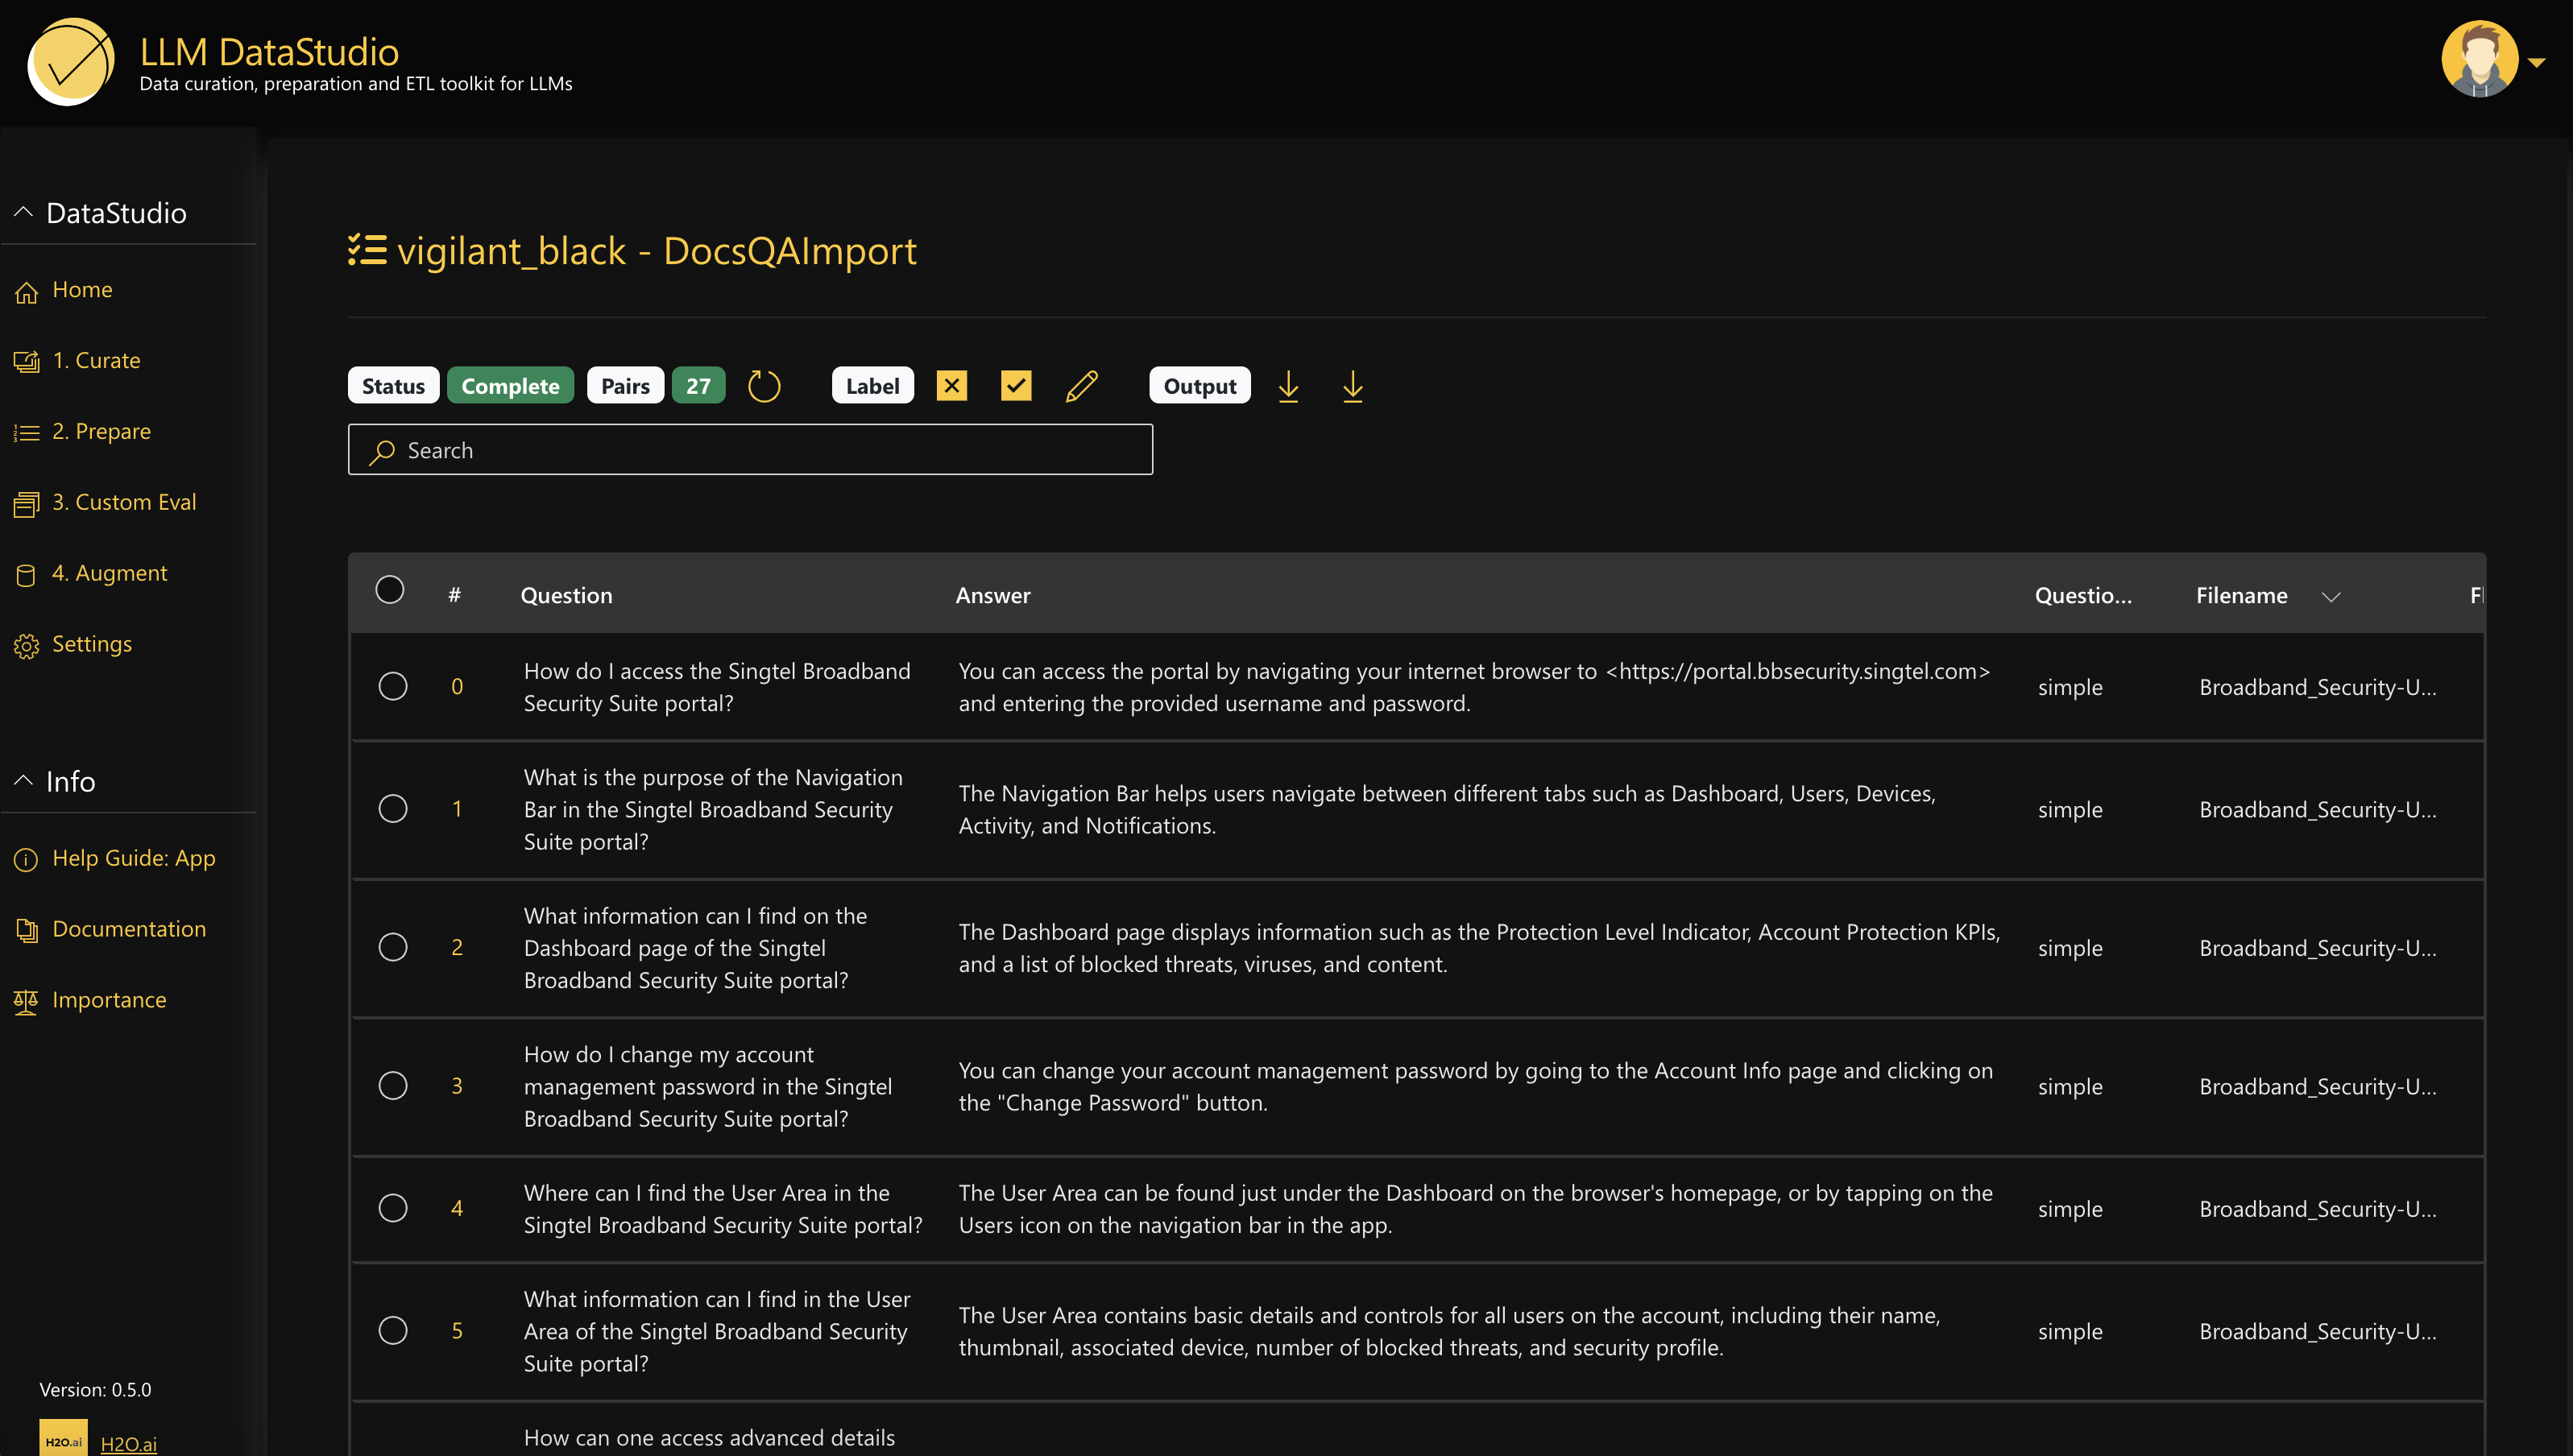 LLM DataStudio
Data curation, preparation and ETL toolkit for LLMs
DataStudio
Home
1. Curate
2. Prepare
3. Custom Eval
4. Augment
Settings
Info
Help Guide: App
Documentation
Importance
Version: 0.5.0
H2O.ai H2O.ai
vigilant_black - DocsQAImport
Status Complete Pairs 27 Label Output
Search
# Question Answer Questio... Filename
How do I access the Singtel Broadband
Security Suite portal?
0
You can access the portal by navigating your internet browser to <https://portal.bbsecurity.singtel.com>
and entering the provided username and password.
simple Broadband_Security-U...
What is the purpose of the Navigation
Bar in the Singtel Broadband Security
Suite portal?
1
The Navigation Bar helps users navigate between different tabs such as Dashboard, Users, Devices,
Activity, and Notifications.
simple Broadband_Security-U...
What information can I find on the
Dashboard page of the Singtel
Broadband Security Suite portal?
2
The Dashboard page displays information such as the Protection Level Indicator, Account Protection KPIs,
and a list of blocked threats, viruses, and content.
simple Broadband_Security-U...
How do I change my account
management password in the Singtel
Broadband Security Suite portal?
3
You can change your account management password by going to the Account Info page and clicking on
the "Change Password" button.
simple Broadband_Security-U...
Where can I find the User Area in the
Singtel Broadband Security Suite portal?
4
The User Area can be found just under the Dashboard on the browser's homepage, or by tapping on the
Users icon on the navigation bar in the app.
simple Broadband_Security-U...
What information can I find in the User
Area of the Singtel Broadband Security
Suite portal?
5
The User Area contains basic details and controls for all users on the account, including their name,
thumbnail, associated device, number of blocked threats, and security profile.
simple Broadband_Security-U...
How can one access advanced details